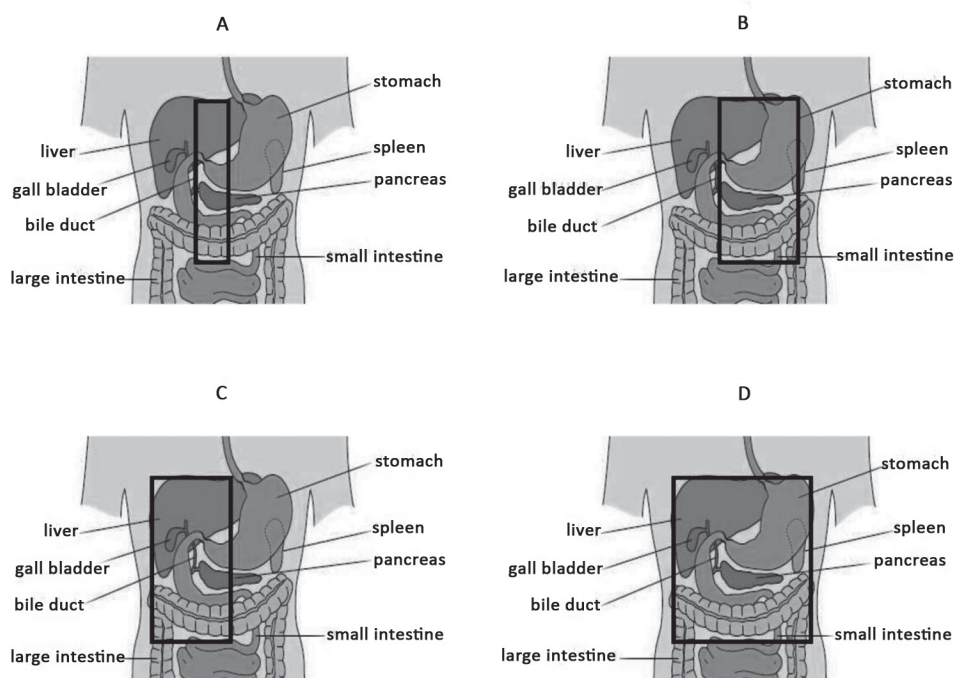 A
stomach
liver
spleen
gall bladder
pancreas
bile duct
small intestine
large intestine
B
stomach
liver
spleen
gall bladder
pancreas
bile duct
small intestine
large intestine
C
stomach
liver
spleen
gall bladder
pancreas
bile duct
small intestine
large intestine
D
stomach
liver
spleen
gall bladder
pancreas
bile duct
small intestine
large intestine